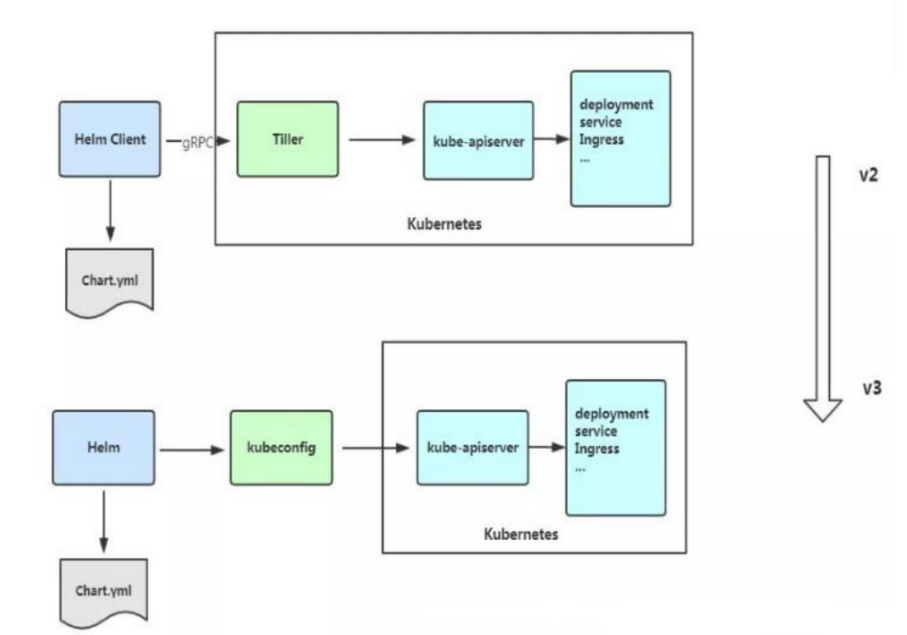 Helm Client
gRPC
Tiller
kube-apiserver
deployment
service
Ingress
...
Kubernetes
Chart.yml
v2
v3
Helm
kubeconfig
kube-apiserver
deployment
service
Ingress
...
Kubernetes
Chart.yml